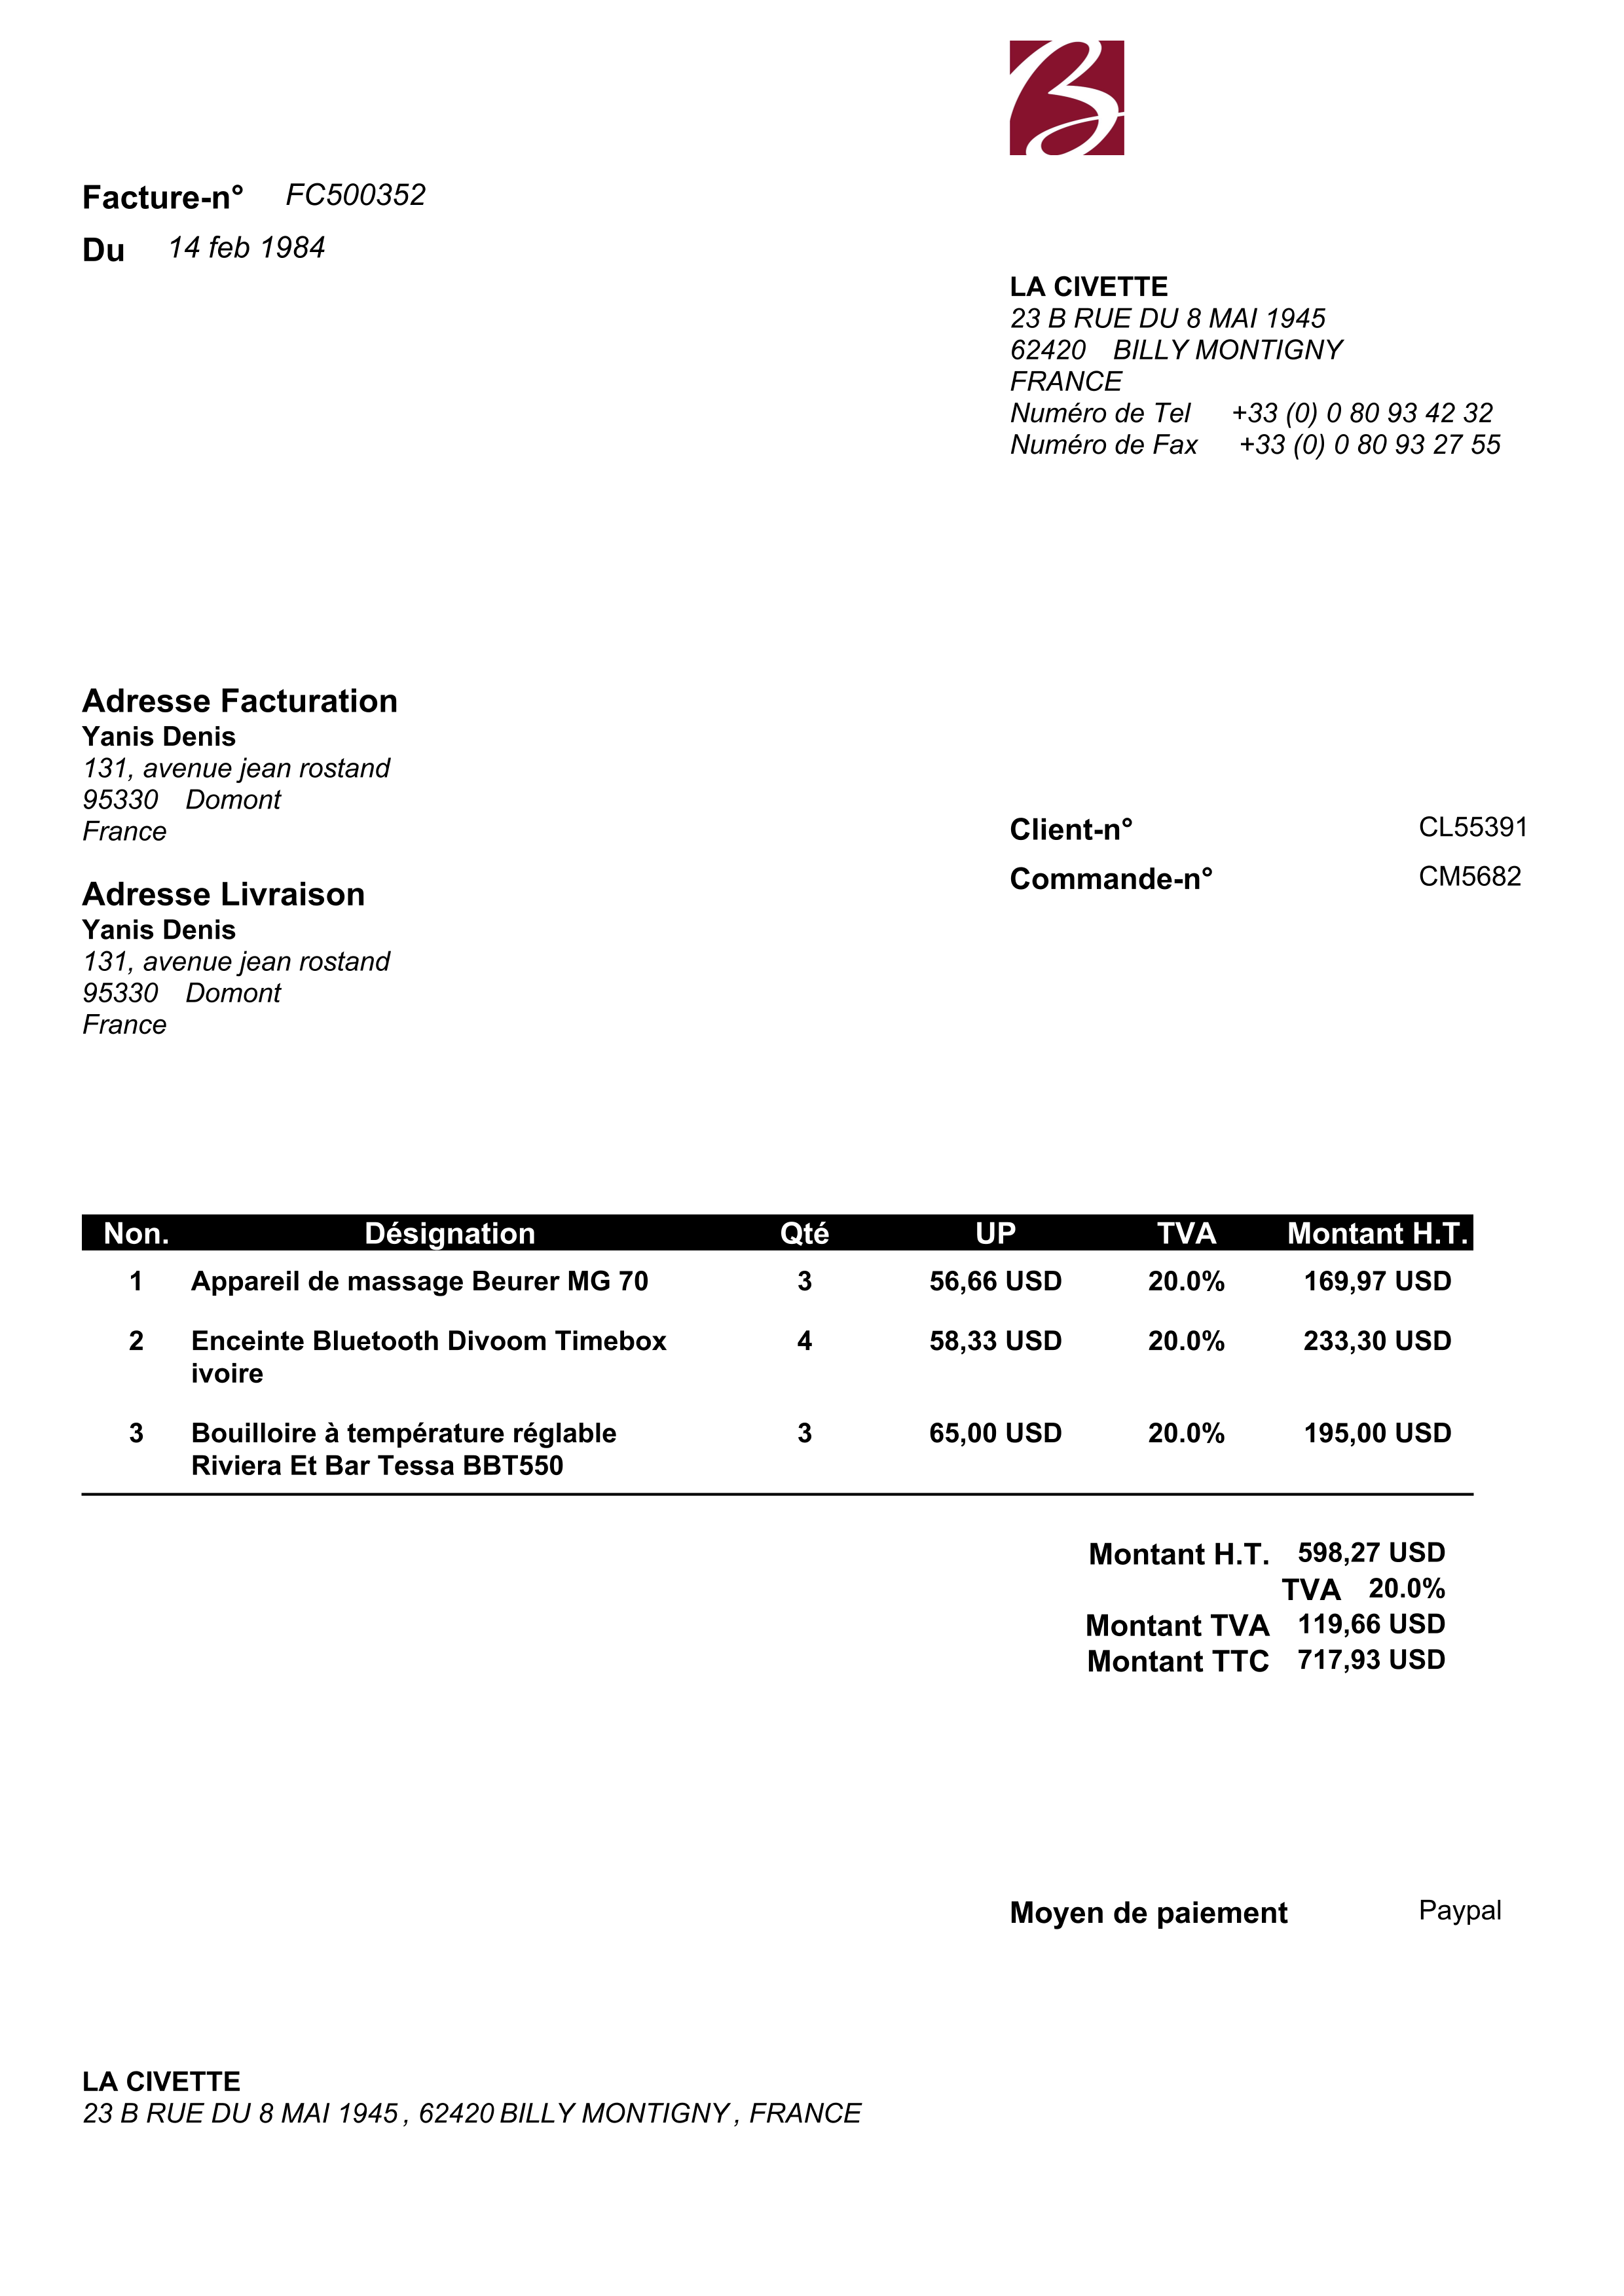 Facture-n° FC500352
Du 14 feb 1984
LA CIVETTE
23 B RUE DU 8 MAI 1945
62420 BILLY MONTIGNY
FRANCE
Numéro de Tel +33 (0) 0 80 93 42 32
Numéro de Fax +33 (0) 0 80 93 27 55
Adresse Facturation
Yanis Denis
131, avenue jean rostand
95330 Domont
France
Client-n° CL55391
Commande-n° CM5682
Adresse Livraison
Yanis Denis
131, avenue jean rostand
95330 Domont
France
Non. Désignation Qté UP TVA Montant H.T.
1 Appareil de massage Beurer MG 70 3 56,66 USD 20.0% 169,97 USD
2 Enceinte Bluetooth Divoom Timebox 4 58,33 USD 20.0% 233,30 USD
ivoire
3 Bouilloire à température réglable 3 65,00 USD 20.0% 195,00 USD
Riviera Et Bar Tessa BBT550
Montant H.T. 598,27 USD
TVA 20.0%
Montant TVA 119,66 USD
Montant TTC 717,93 USD
Moyen de paiement Paypal
LA CIVETTE
23 B RUE DU 8 MAI 1945 , 62420 BILLY MONTIGNY , FRANCE